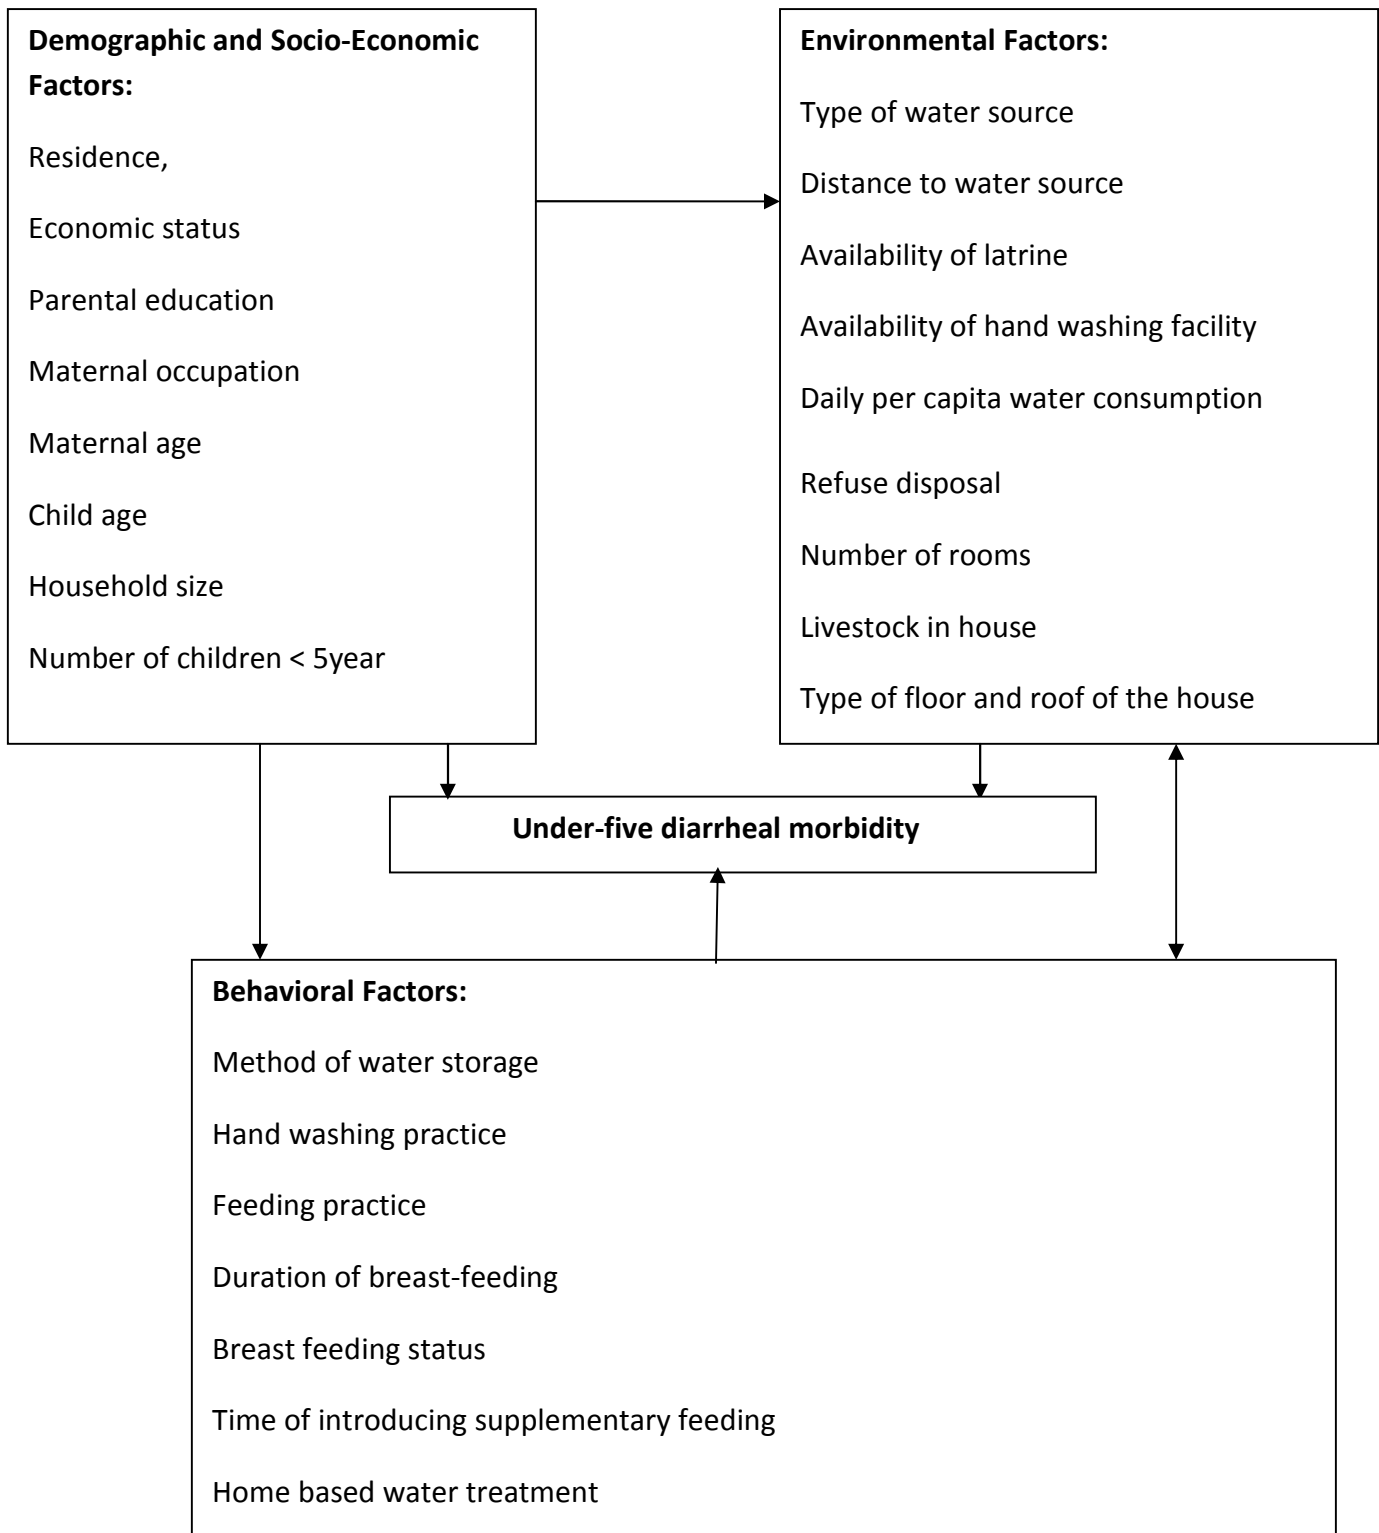 Demographic and Socio-Economic
Factors:
Residence,
Economic status
Parental education
Maternal occupation
Maternal age
Child age
Household size
Number of children < 5year
Environmental Factors:
Type of water source
Distance to water source
Availability of latrine
Availability of hand washing facility
Daily per capita water consumption
Refuse disposal
Number of rooms
Livestock in house
Type of floor and roof of the house
Under-five diarrheal morbidity
Behavioral Factors:
Method of water storage
Hand washing practice
Feeding practice
Duration of breast-feeding
Breast feeding status
Time of introducing supplementary feeding
Home based water treatment